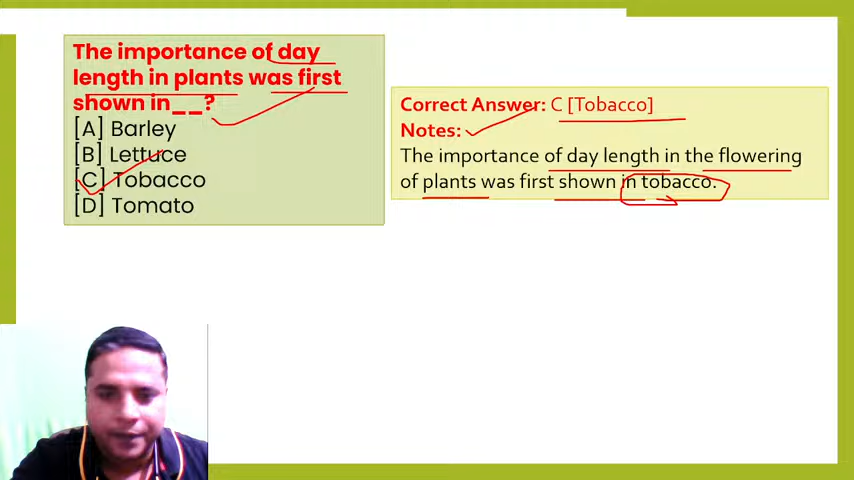 The importance of day
length in plants was first
shown in__?
[A] Barley
[B] Lettuce
[C] Tobacco
[D] Tomato
Correct Answer: C [Tobacco]
Notes:
The importance of day length in the flowering
of plants was first shown in tobacco.